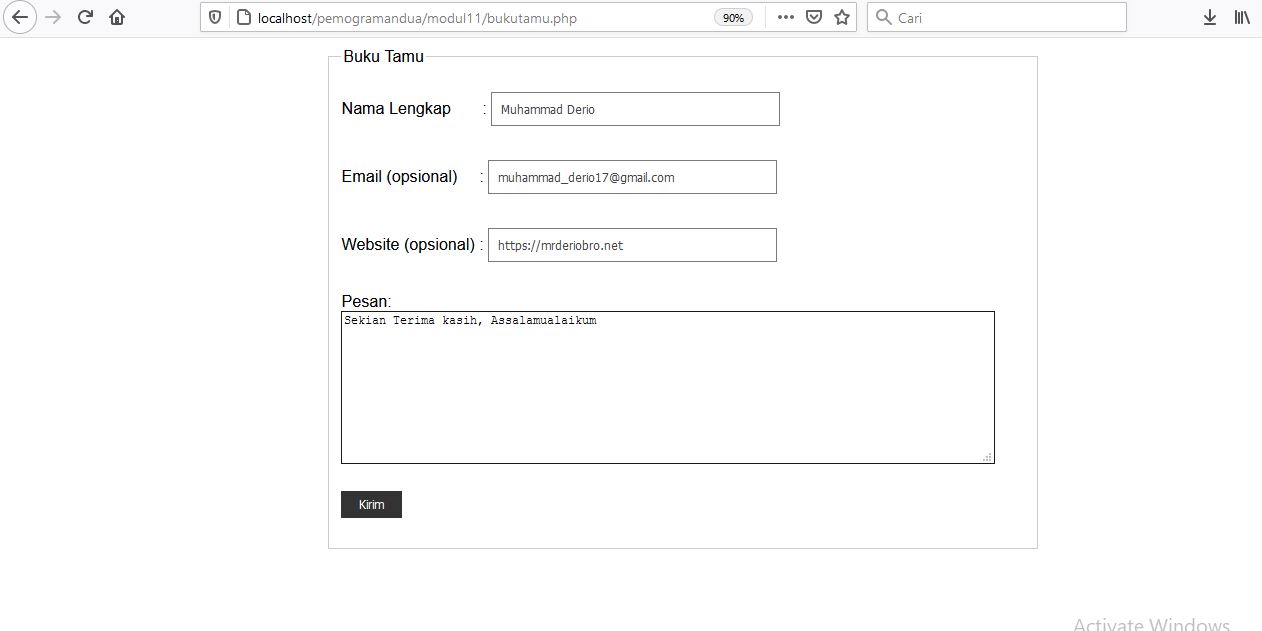 localhost/pemogramandua/modul11/bukutamu.php 90% Cari
Buku Tamu
Nama Lengkap : Muhammad Derio
Email (opsional) : muhammad_derio17@gmail.com
Website (opsional) : https://mrderiobro.net
Pesan:
Sekian Terima kasih, Assalamualaikum
Kirim
Activate Windows